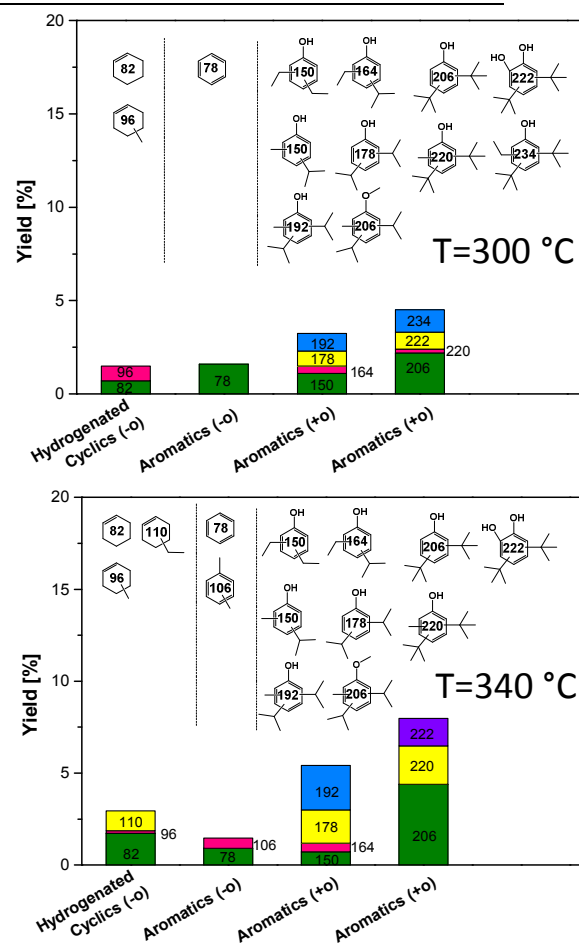 20
15
10
5
0
Yield [%]
82
96
78
OH
150
OH
164
OH
206
HO
OH
222
OH
150
OH
178
OH
220
OH
234
OH
192
O
206
T=300 °C
96
82
78
192
178
164
150
234
222
220
206
Hydrogenated
Cyclics (-o)
Aromatics (-o)
Aromatics (+o)
Aromatics (+o)
20
15
10
5
0
Yield [%]
82
110
96
78
106
OH
150
OH
164
OH
206
HO
OH
222
OH
150
OH
178
OH
220
OH
192
O
206
T=340 °C
110
96
82
106
78
192
178
164
150
222
220
206
Hydrogenated
Cyclics (-o)
Aromatics (-o)
Aromatics (+o)
Aromatics (+o)